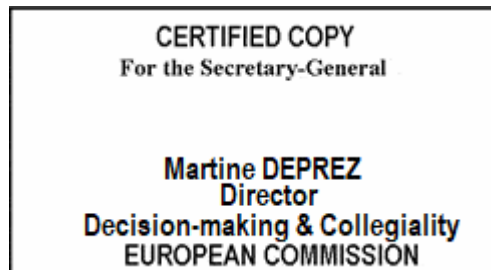 CERTIFIED COPY
For the Secretary-General
Martine DEPREZ
Director
Decision-making & Collegiality
EUROPEAN COMMISSION